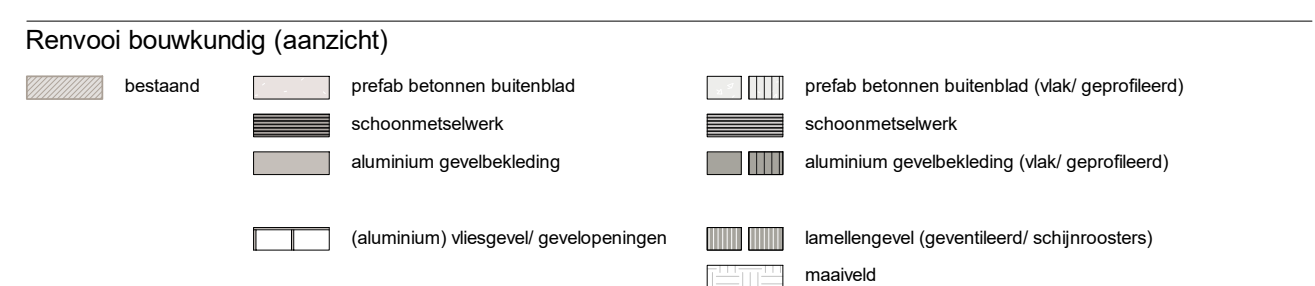 Renvooi bouwkundig (aanzicht)
bestaand prefab betonnen buitenblad prefab betonnen buitenblad (vlak/ geprofileerd)
schoonmetselwerk schoonmetselwerk
aluminium gevelbekleding aluminium gevelbekleding (vlak/ geprofileerd)
(aluminium) vliesgevel/ gevelopeningen lamellengevel (geventileerd/ schijnroosters)
maaiveld